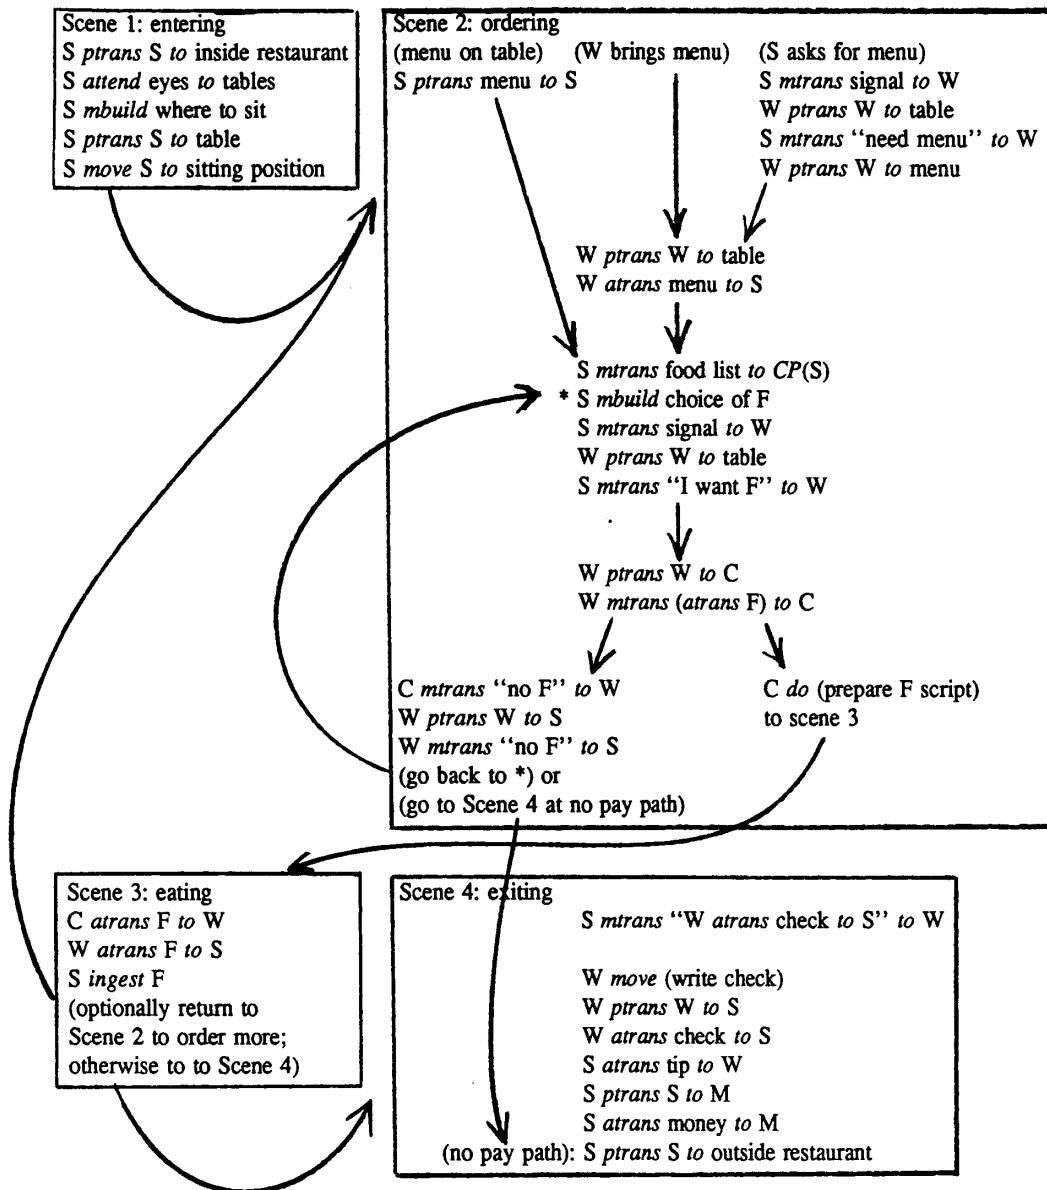 Scene 1: entering
S ptrans S to inside restaurant
S attend eyes to tables
S mbuild where to sit
S ptrans S to table
S move S to sitting position
Scene 2: ordering
(menu on table)
S ptrans menu to S
(W brings menu)
(S asks for menu)
S mtrans signal to W
W ptrans W to table
S mtrans “need menu” to W
W ptrans W to menu
W ptrans W to table
W atrans menu to S
S mtrans food list to CP(S)
* S mbuild choice of F
S mtrans signal to W
W ptrans W to table
S mtrans “I want F” to W
W ptrans W to C
W mtrans (atrans F) to C
C mtrans “no F” to W
W ptrans W to S
W mtrans “no F” to S
(go back to *) or
(go to Scene 4 at no pay path)
C do (prepare F script)
to scene 3
Scene 3: eating
C atrans F to W
W atrans F to S
S ingest F
(optionally return to
Scene 2 to order more;
otherwise to to Scene 4)
Scene 4: exiting
S mtrans “W atrans check to S” to W
W move (write check)
W ptrans W to S
W atrans check to S
S atrans tip to W
S ptrans S to M
S atrans money to M
(no pay path): S ptrans S to outside restaurant